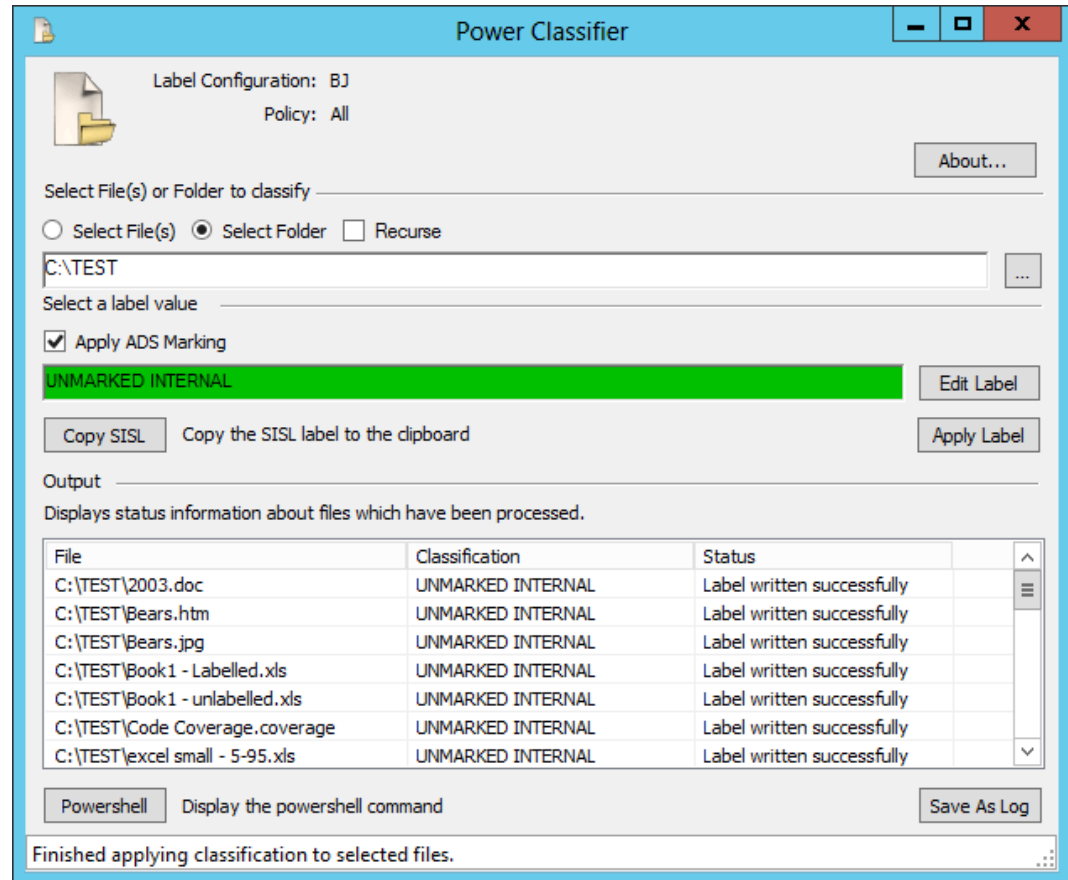 Power Classifier
Label Configuration: BJ
Policy: All
About...
Select File(s) or Folder to classify
Select File(s) Select Folder Recurse
C:\TEST
...
Select a label value
Apply ADS Marking
UNMARKED INTERNAL
Edit Label
Copy SISL Copy the SISL label to the clipboard
Apply Label
Output
Displays status information about files which have been processed.
File Classification Status
C:\TEST\2003.doc UNMARKED INTERNAL Label written successfully
C:\TEST\Bears.htm UNMARKED INTERNAL Label written successfully
C:\TEST\Bears.jpg UNMARKED INTERNAL Label written successfully
C:\TEST\Book1 - Labelled.xls UNMARKED INTERNAL Label written successfully
C:\TEST\Book1 - unlabelled.xls UNMARKED INTERNAL Label written successfully
C:\TEST\Code Coverage.coverage UNMARKED INTERNAL Label written successfully
C:\TEST\excel small - 5-95.xls UNMARKED INTERNAL Label written successfully
Powershell Display the powershell command
Save As Log
Finished applying classification to selected files.